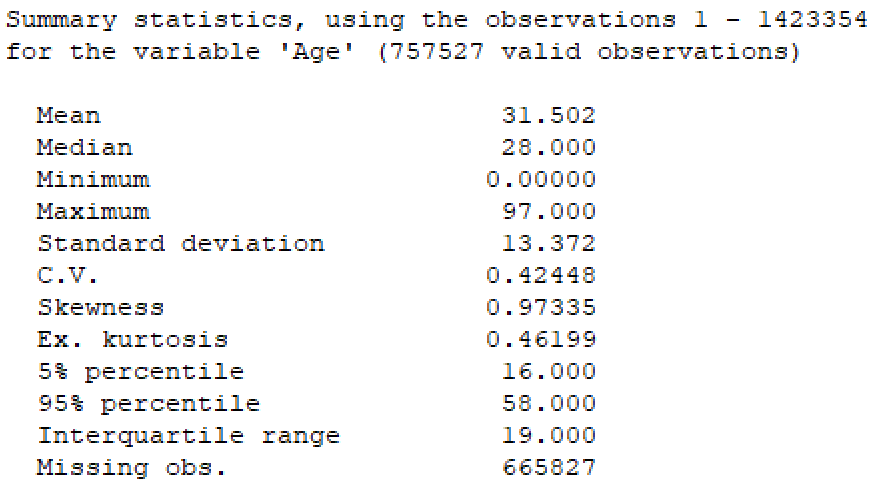 Summary statistics, using the observations 1 - 1423354
for the variable 'Age' (757527 valid observations)
Mean 31.502
Median 28.000
Minimum 0.00000
Maximum 97.000
Standard deviation 13.372
C.V. 0.42448
Skewness 0.97335
Ex. kurtosis 0.46199
5% percentile 16.000
95% percentile 58.000
Interquartile range 19.000
Missing obs. 665827